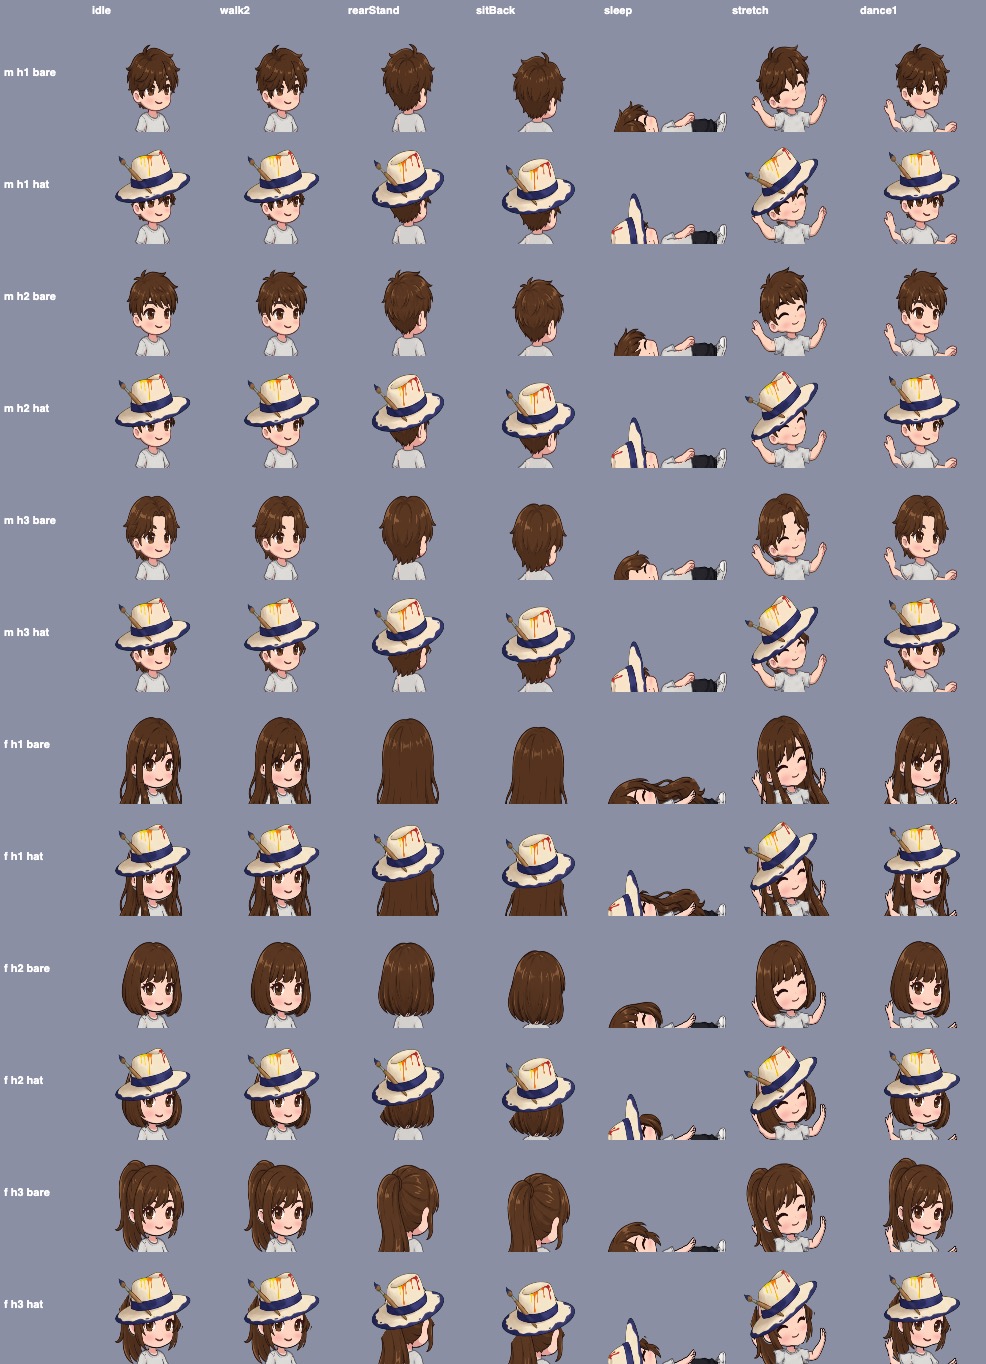 idle walk2 rearStand sitBack sleep stretch dance1
m h1 bare
m h1 hat
m h2 bare
m h2 hat
m h3 bare
m h3 hat
f h1 bare
f h1 hat
f h2 bare
f h2 hat
f h3 bare
f h3 hat